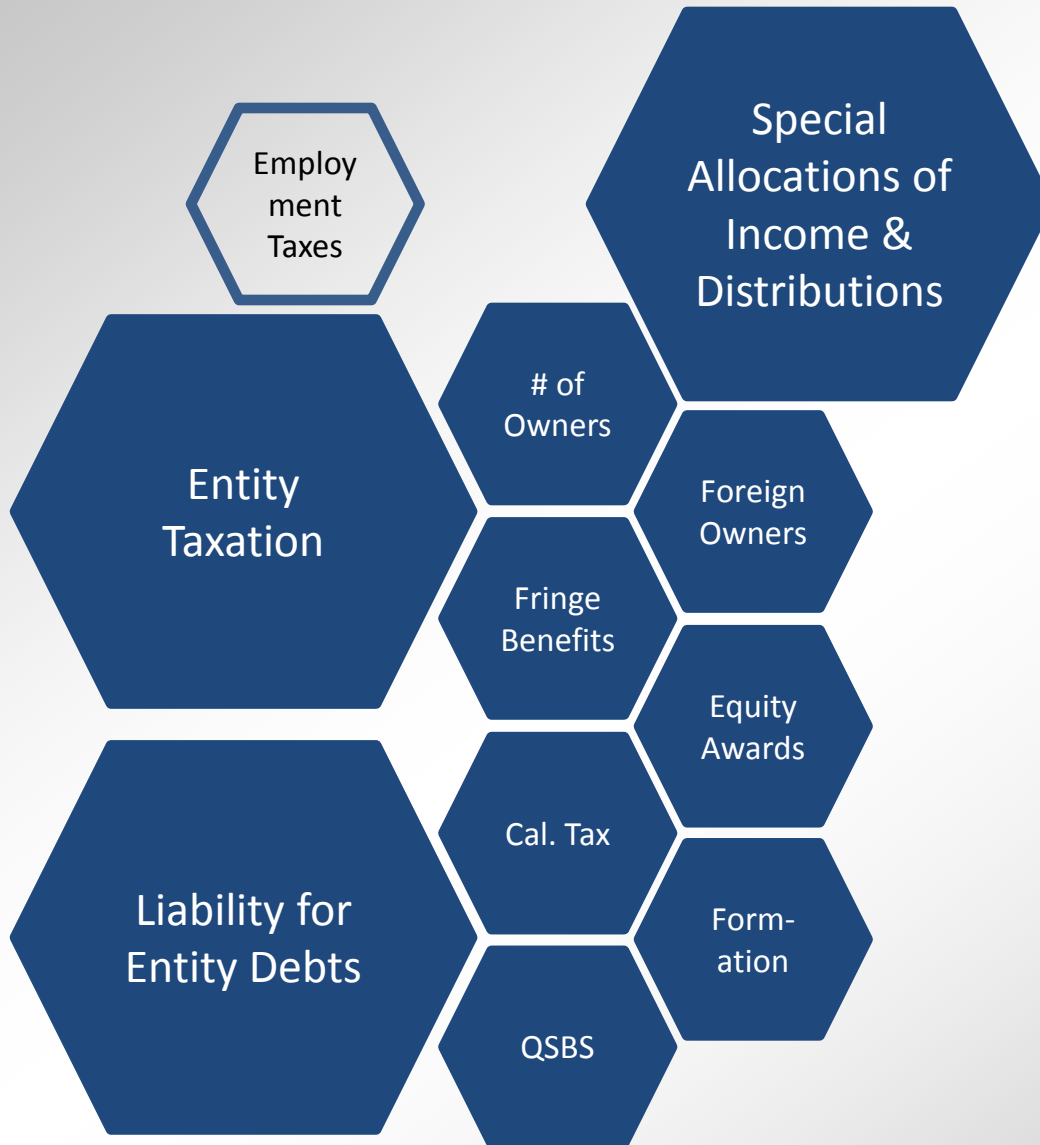 Employ
ment
Taxes
Special
Allocations of
Income &
Distributions
# of
Owners
Entity
Taxation
Foreign
Owners
Fringe
Benefits
Equity
Awards
Cal. Tax
Liability for
Entity Debts
Form-
ation
QSBS